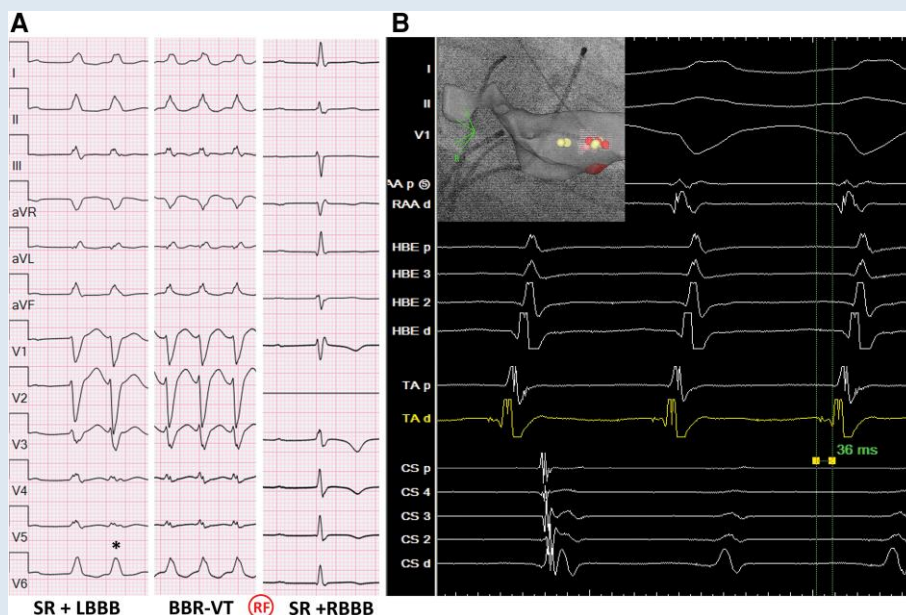 A
I
II
III
aVR
aVL
aVF
V1
V2
V3
V4
V5
V6
*
SR + LBBB
BBR-VT
RF
SR +RBBB
B
I
II
V1
AA p Ⓢ
RAA d
HBE p
HBE 3
HBE 2
HBE d
TA p
TA d
36 ms
CS p
CS 4
CS 3
CS 2
CS d